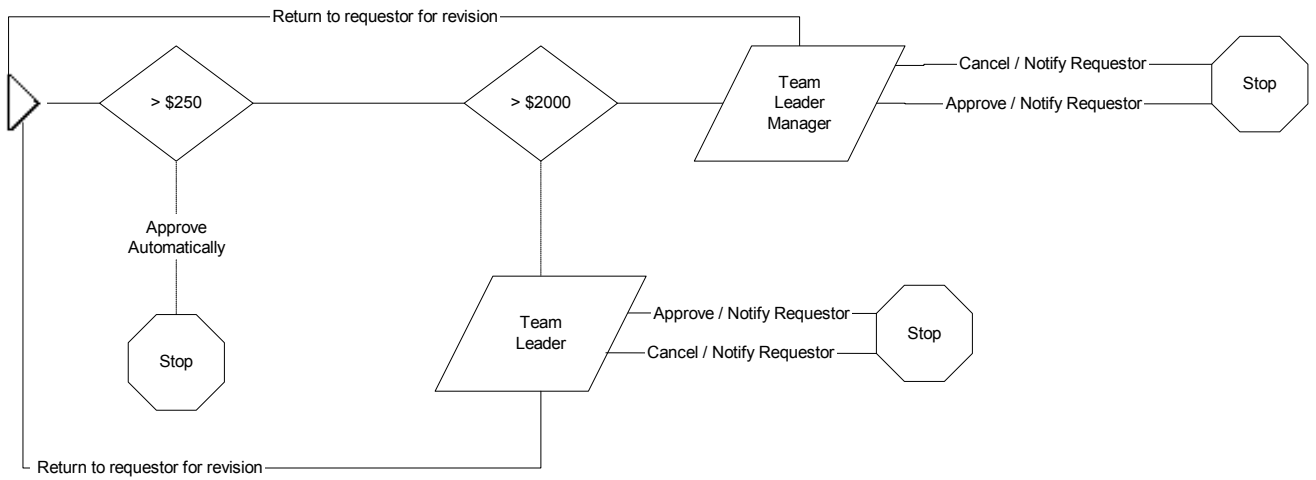 Return to requestor for revision
> $250
> $2000
Team
Leader
Manager
Cancel / Notify Requestor
Approve / Notify Requestor
Stop
Approve
Automatically
Stop
Team
Leader
Approve / Notify Requestor
Cancel / Notify Requestor
Stop
Return to requestor for revision